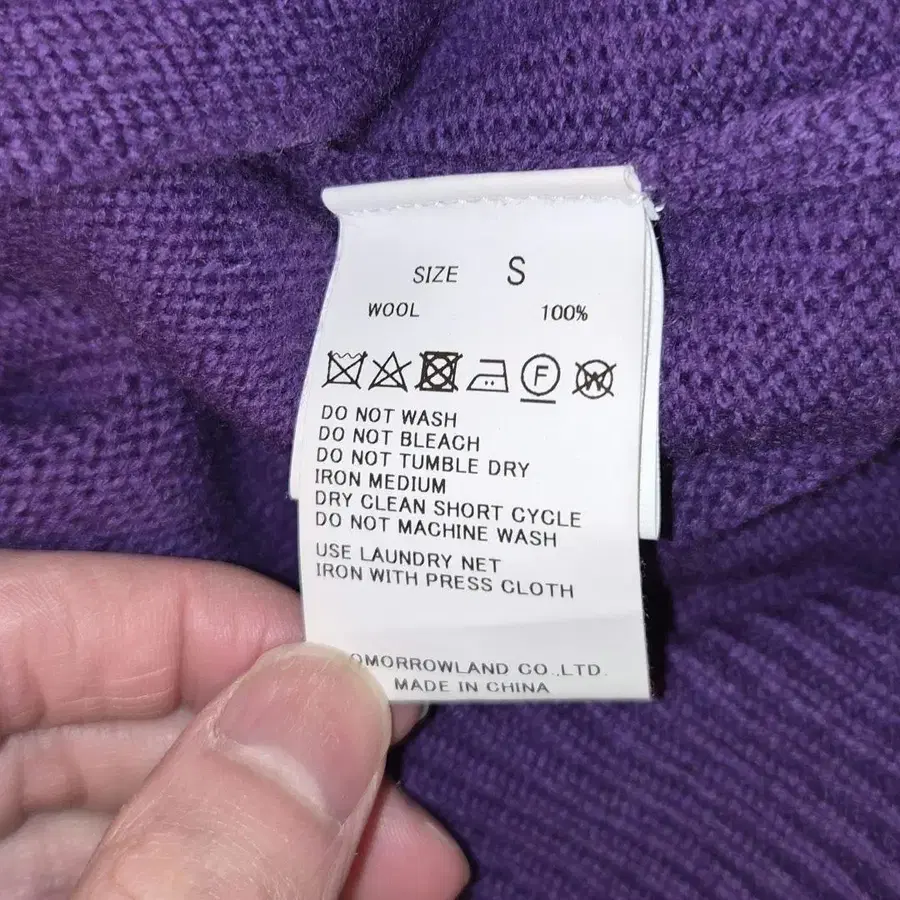 SIZE S
WOOL 100%
F W
DO NOT WASH
DO NOT BLEACH
DO NOT TUMBLE DRY
IRON MEDIUM
DRY CLEAN SHORT CYCLE
DO NOT MACHINE WASH
USE LAUNDRY NET
IRON WITH PRESS CLOTH
OMORROWLAND CO.,LTD.
MADE IN CHINA